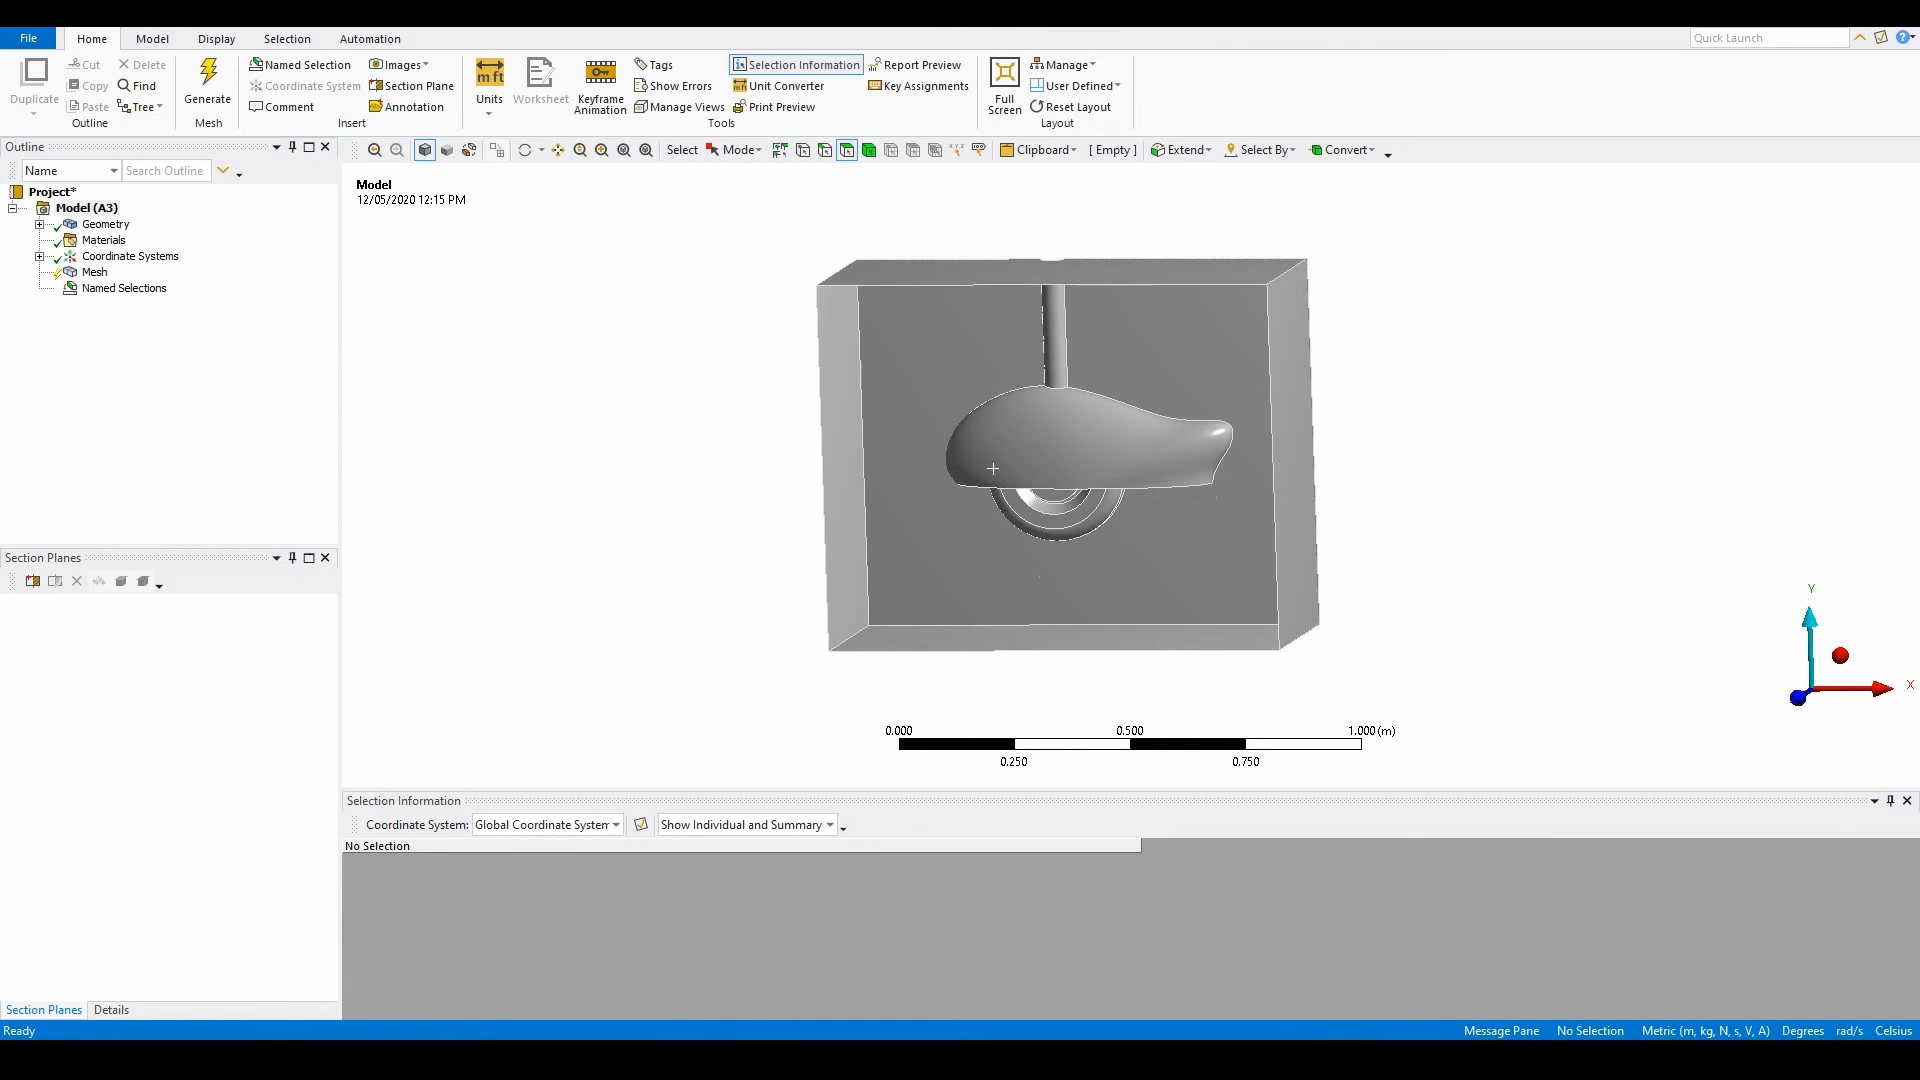 File Home Model Display Selection Automation Quick Launch
Duplicate Cut Delete Copy Find Paste Tree Outline
Generate Mesh
Named Selection Images Coordinate System Section Plane Comment Annotation Insert
Units Worksheet Keyframe Animation Tags Show Errors Manage Views Selection Information Unit Converter Print Preview Report Preview Key Assignments Tools
Full Screen Manage User Defined Reset Layout Layout
Outline
Name Search Outline
Select Mode Clipboard [ Empty ] Extend Select By Convert
Project*
Model (A3)
Geometry
Materials
Coordinate Systems
Mesh
Named Selections
Section Planes
Model
12/05/2020 12:15 PM
Y
X
0.000 0.500 1.000 (m)
0.250 0.750
Selection Information
Coordinate System: Global Coordinate System Show Individual and Summary
No Selection
Section Planes Details
Ready Message Pane No Selection Metric (m, kg, N, s, V, A) Degrees rad/s Celsius